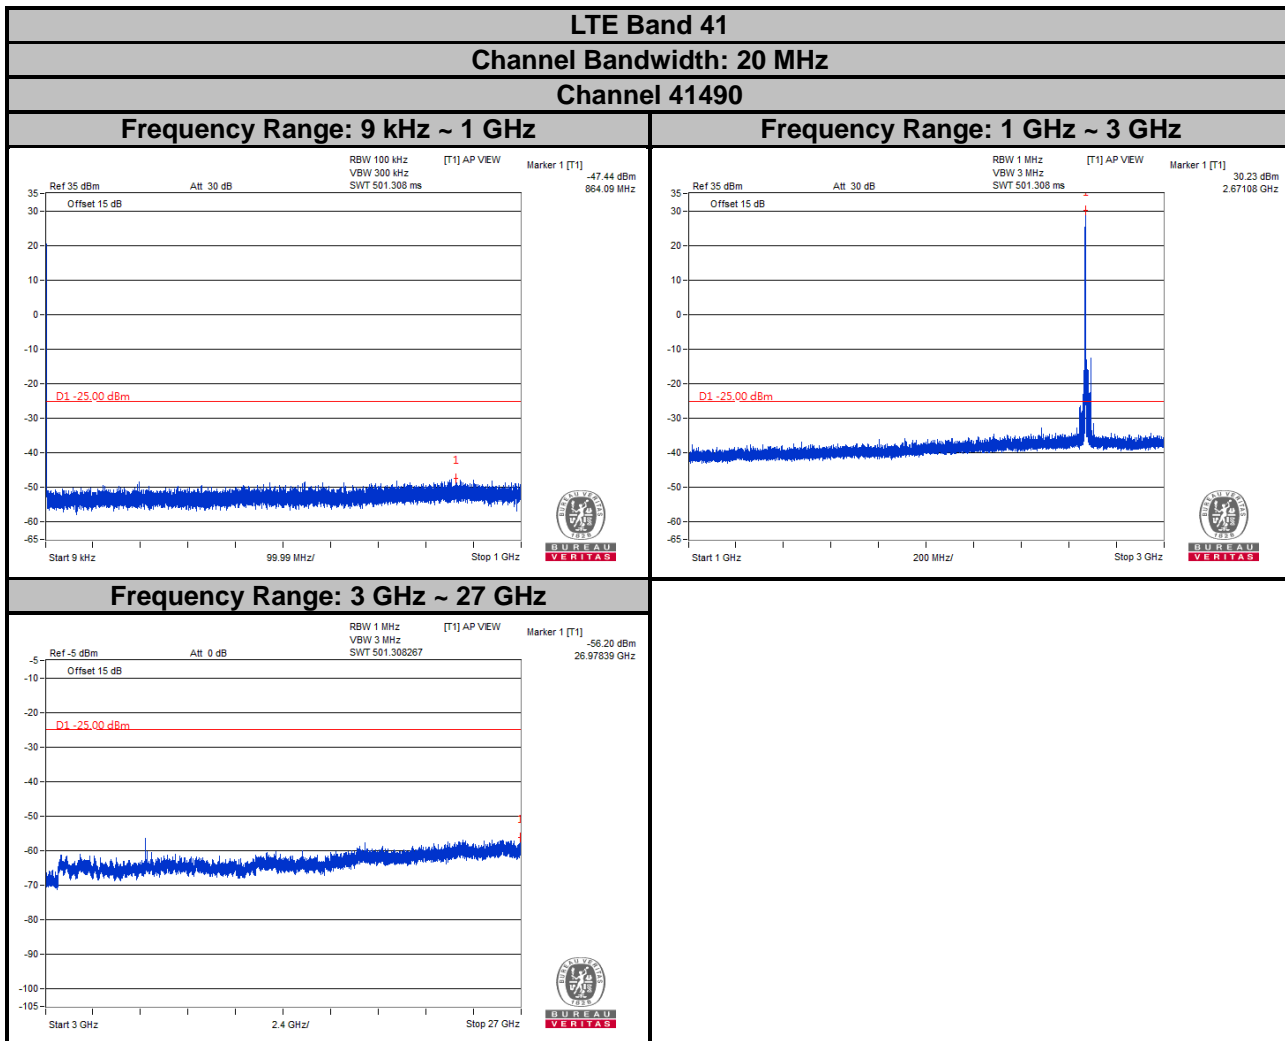 LTE Band 41
Channel Bandwidth: 20 MHz
Channel 41490
Frequency Range: 9 kHz ~ 1 GHz
RBW 100 kHz [T1] AP VIEW
VBW 300 kHz
Marker 1 [T1]
Ref 35 dBm Att 30 dB SWT 501.308 ms
-47.44 dBm
864.09 MHz
Offset 15 dB
35
30
20
10
0
-10
-20
D1 -25.00 dBm
-30
-40
1
-50
-60
-65
Start 9 kHz 99.99 MHz/ Stop 1 GHz
BUREAU VERITAS
1828
BUREAU
VERITAS
Frequency Range: 1 GHz ~ 3 GHz
RBW 1 MHz [T1] AP VIEW
VBW 3 MHz
Marker 1 [T1]
Ref 35 dBm Att 30 dB SWT 501.308 ms
30.23 dBm
2.67108 GHz
Offset 15 dB
35
30
20
10
0
-10
-20
D1 -25.00 dBm
-30
-40
-50
-60
-65
Start 1 GHz 200 MHz/ Stop 3 GHz
BUREAU VERITAS
1828
BUREAU
VERITAS
Frequency Range: 3 GHz ~ 27 GHz
RBW 1 MHz [T1] AP VIEW
VBW 3 MHz
Marker 1 [T1]
Ref -5 dBm Att 0 dB SWT 501.308267
-56.20 dBm
26.97839 GHz
Offset 15 dB
-5
-10
-20
D1 -25.00 dBm
-30
-40
-50
1
-60
-70
-80
-90
-100
-105
Start 3 GHz 2.4 GHz/ Stop 27 GHz
BUREAU VERITAS
1828
BUREAU
VERITAS